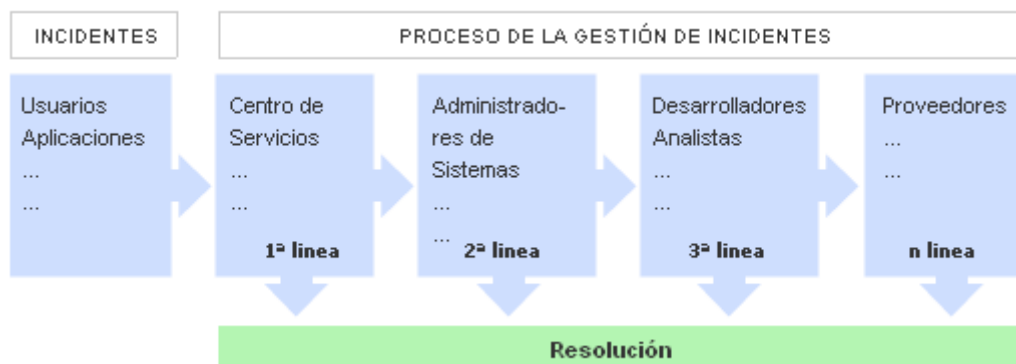 INCIDENTES
PROCESO DE LA GESTIÓN DE INCIDENTES
Usuarios
Aplicaciones
...
...
Centro de
Servicios
...
...
1ª linea
Administrado-
res de
Sistemas
...
...
2ª linea
Desarrolladores
Analistas
...
...
3ª linea
Proveedores
...
...
n linea
Resolución